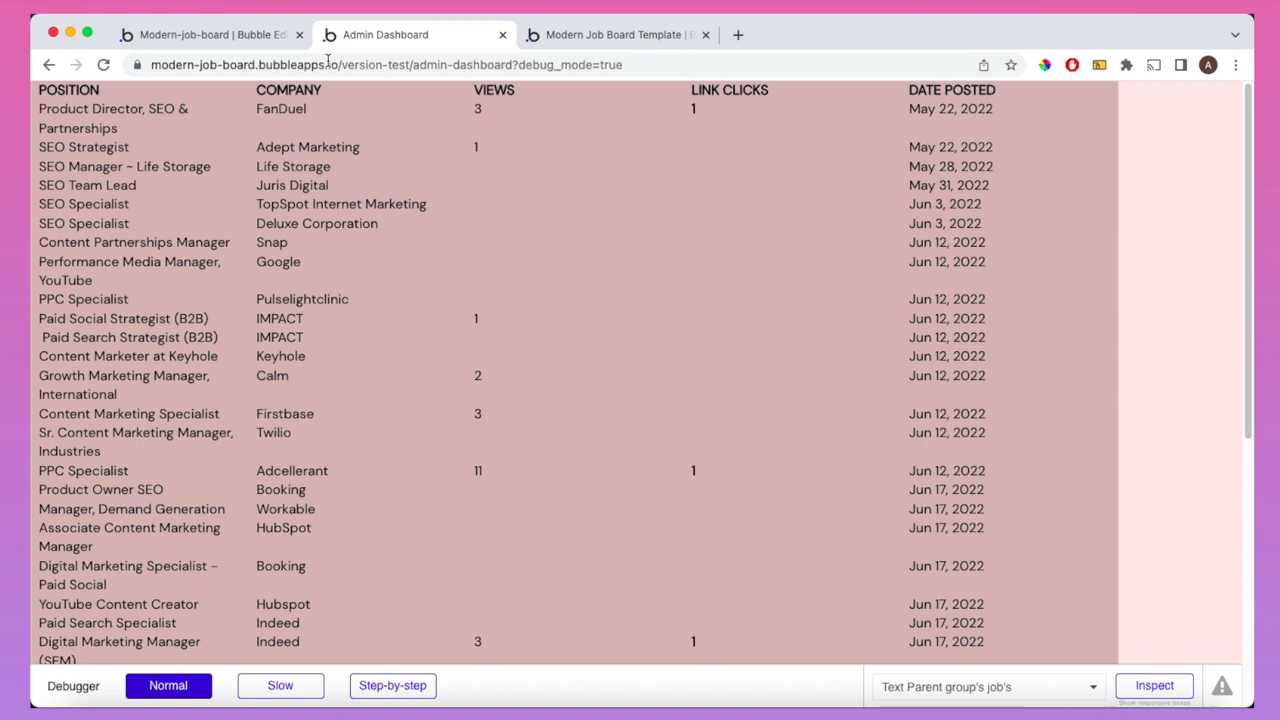 Modern-job-board | Bubble Ed
Admin Dashboard
Modern Job Board Template |
modern-job-board.bubbleapps.io/version-test/admin-dashboard?debug_mode=true
A
POSITION COMPANY VIEWS LINK CLICKS DATE POSTED
Product Director, SEO & FanDuel 3 1 May 22, 2022
Partnerships
SEO Strategist Adept Marketing 1 May 22, 2022
SEO Manager - Life Storage Life Storage May 28, 2022
SEO Team Lead Juris Digital May 31, 2022
SEO Specialist TopSpot Internet Marketing Jun 3, 2022
SEO Specialist Deluxe Corporation Jun 3, 2022
Content Partnerships Manager Snap Jun 12, 2022
Performance Media Manager, Google Jun 12, 2022
YouTube
PPC Specialist Pulselightclinic Jun 12, 2022
Paid Social Strategist (B2B) IMPACT 1 Jun 12, 2022
Paid Search Strategist (B2B) IMPACT Jun 12, 2022
Content Marketer at Keyhole Keyhole Jun 12, 2022
Growth Marketing Manager, Calm 2 Jun 12, 2022
International
Content Marketing Specialist Firstbase 3 Jun 12, 2022
Sr. Content Marketing Manager, Twilio Jun 12, 2022
Industries
PPC Specialist Adcellerant 11 1 Jun 12, 2022
Product Owner SEO Booking Jun 17, 2022
Manager, Demand Generation Workable Jun 17, 2022
Associate Content Marketing HubSpot Jun 17, 2022
Manager
Digital Marketing Specialist - Booking Jun 17, 2022
Paid Social
YouTube Content Creator Hubspot Jun 17, 2022
Paid Search Specialist Indeed Jun 17, 2022
Digital Marketing Manager Indeed 3 1 Jun 17, 2022
(SEM)
Debugger Normal Slow Step-by-step Text Parent group's job's Inspect
Show responsive boxes